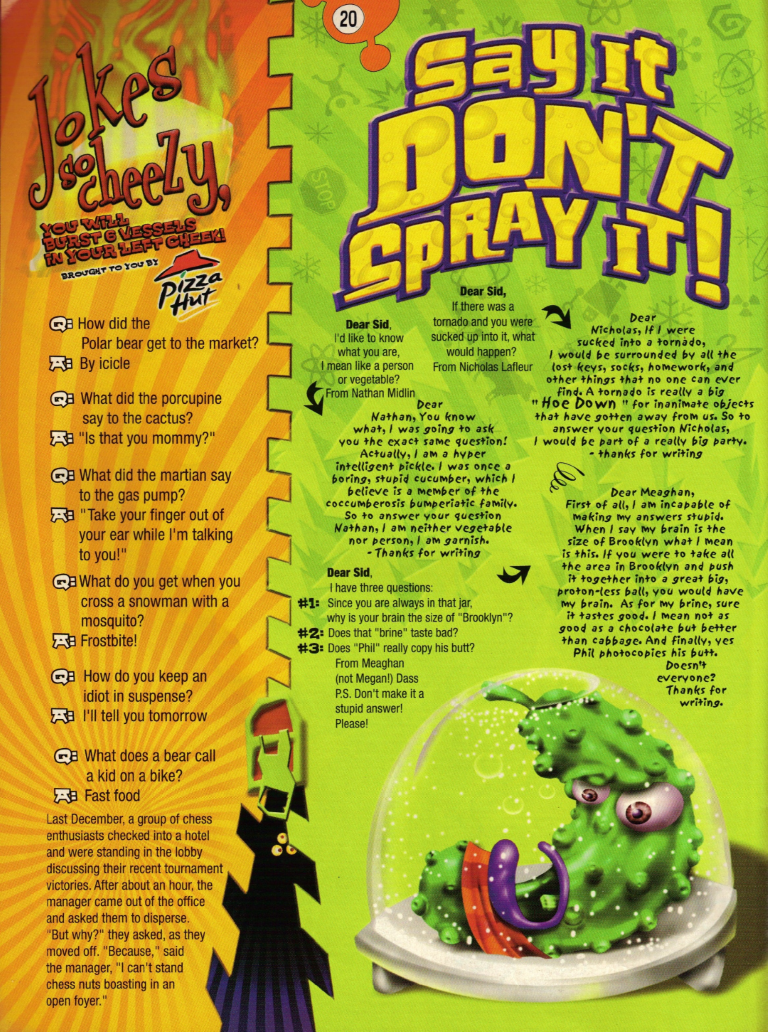 20
Jokes
so
cheezy,
YOU WILL
BURST 6 VESSELS
IN YOUR LEFT CHEEK!
BROUGHT TO YOU BY
Pizza
Hut
Q: How did the
Polar bear get to the market?
A: By icicle
Q: What did the porcupine
say to the cactus?
A: "Is that you mommy?"
Q: What did the martian say
to the gas pump?
A: "Take your finger out of
your ear while I'm talking
to you!"
Q: What do you get when you
cross a snowman with a
mosquito?
A: Frostbite!
Q: How do you keep an
idiot in suspense?
A: I'll tell you tomorrow
Q: What does a bear call
a kid on a bike?
A: Fast food
Last December, a group of chess
enthusiasts checked into a hotel
and were standing in the lobby
discussing their recent tournament
victories. After about an hour, the
manager came out of the office
and asked them to disperse.
"But why?" they asked, as they
moved off. "Because," said
the manager, "I can't stand
chess nuts boasting in an
open foyer."
Say It
DON'T
SPRAY IT!
STOP
Dear Sid,
I'd like to know
what you are,
I mean like a person
or vegetable?
From Nathan Midlin
Dear
Nathan, You know
what, I was going to ask
you the exact same question!
Actually, I am a hyper
intelligent pickle. I was once a
boring, stupid cucumber, which I
believe is a member of the
coccumberosis bumperiatic family.
So to answer your question
Nathan, I am neither vegetable
nor person, I am garnish.
- Thanks for writing
Dear Sid,
If there was a
tornado and you were
sucked up into it, what
would happen?
From Nicholas Lafleur
Dear
Nicholas, If I were
sucked into a tornado,
I would be surrounded by all the
lost keys, socks, homework, and
other things that no one can ever
find. A tornado is really a big
"Hoe Down" for inanimate objects
that have gotten away from us. So to
answer your question Nicholas,
I would be part of a really big party.
- thanks for writing
Dear Sid,
I have three questions:
#1: Since you are always in that jar,
why is your brain the size of "Brooklyn"?
#2: Does that "brine" taste bad?
#3: Does "Phil" really copy his butt?
From Meaghan
(not Megan!) Dass
P.S. Don't make it a
stupid answer!
Please!
Dear Meaghan,
First of all, I am incapable of
making my answers stupid.
When I say my brain is the
size of Brooklyn what I mean
is this. If you were to take all
the area in Brooklyn and push
it together into a great big,
proton-less ball, you would have
my brain. As for my brine, sure
it tastes good. I mean not as
good as a chocolate but better
than cabbage. And finally, yes
Phil photocopies his butt.
Doesn't
everyone?
Thanks for
writing.